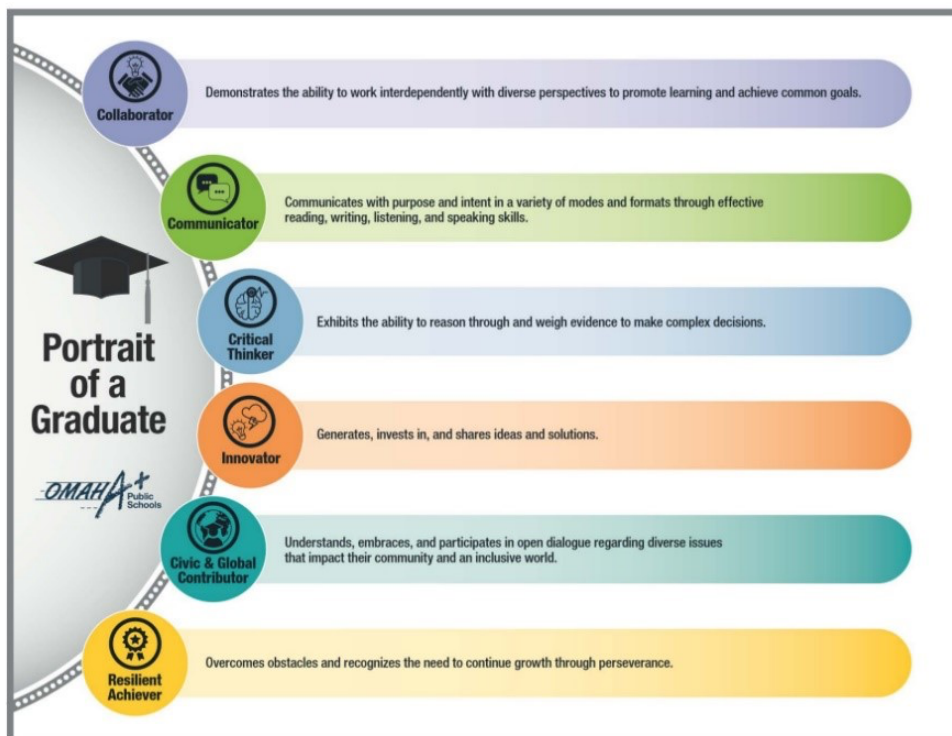 Collaborator
Demonstrates the ability to work interdependently with diverse perspectives to promote learning and achieve common goals.
Communicator
Communicates with purpose and intent in a variety of modes and formats through effective
reading, writing, listening, and speaking skills.
Portrait
of a
Graduate
OMAHA+
Public
Schools
Critical
Thinker
Exhibits the ability to reason through and weigh evidence to make complex decisions.
Innovator
Generates, invests in, and shares ideas and solutions.
Civic & Global
Contributor
Understands, embraces, and participates in open dialogue regarding diverse issues
that impact their community and an inclusive world.
Resilient
Achiever
Overcomes obstacles and recognizes the need to continue growth through perseverance.